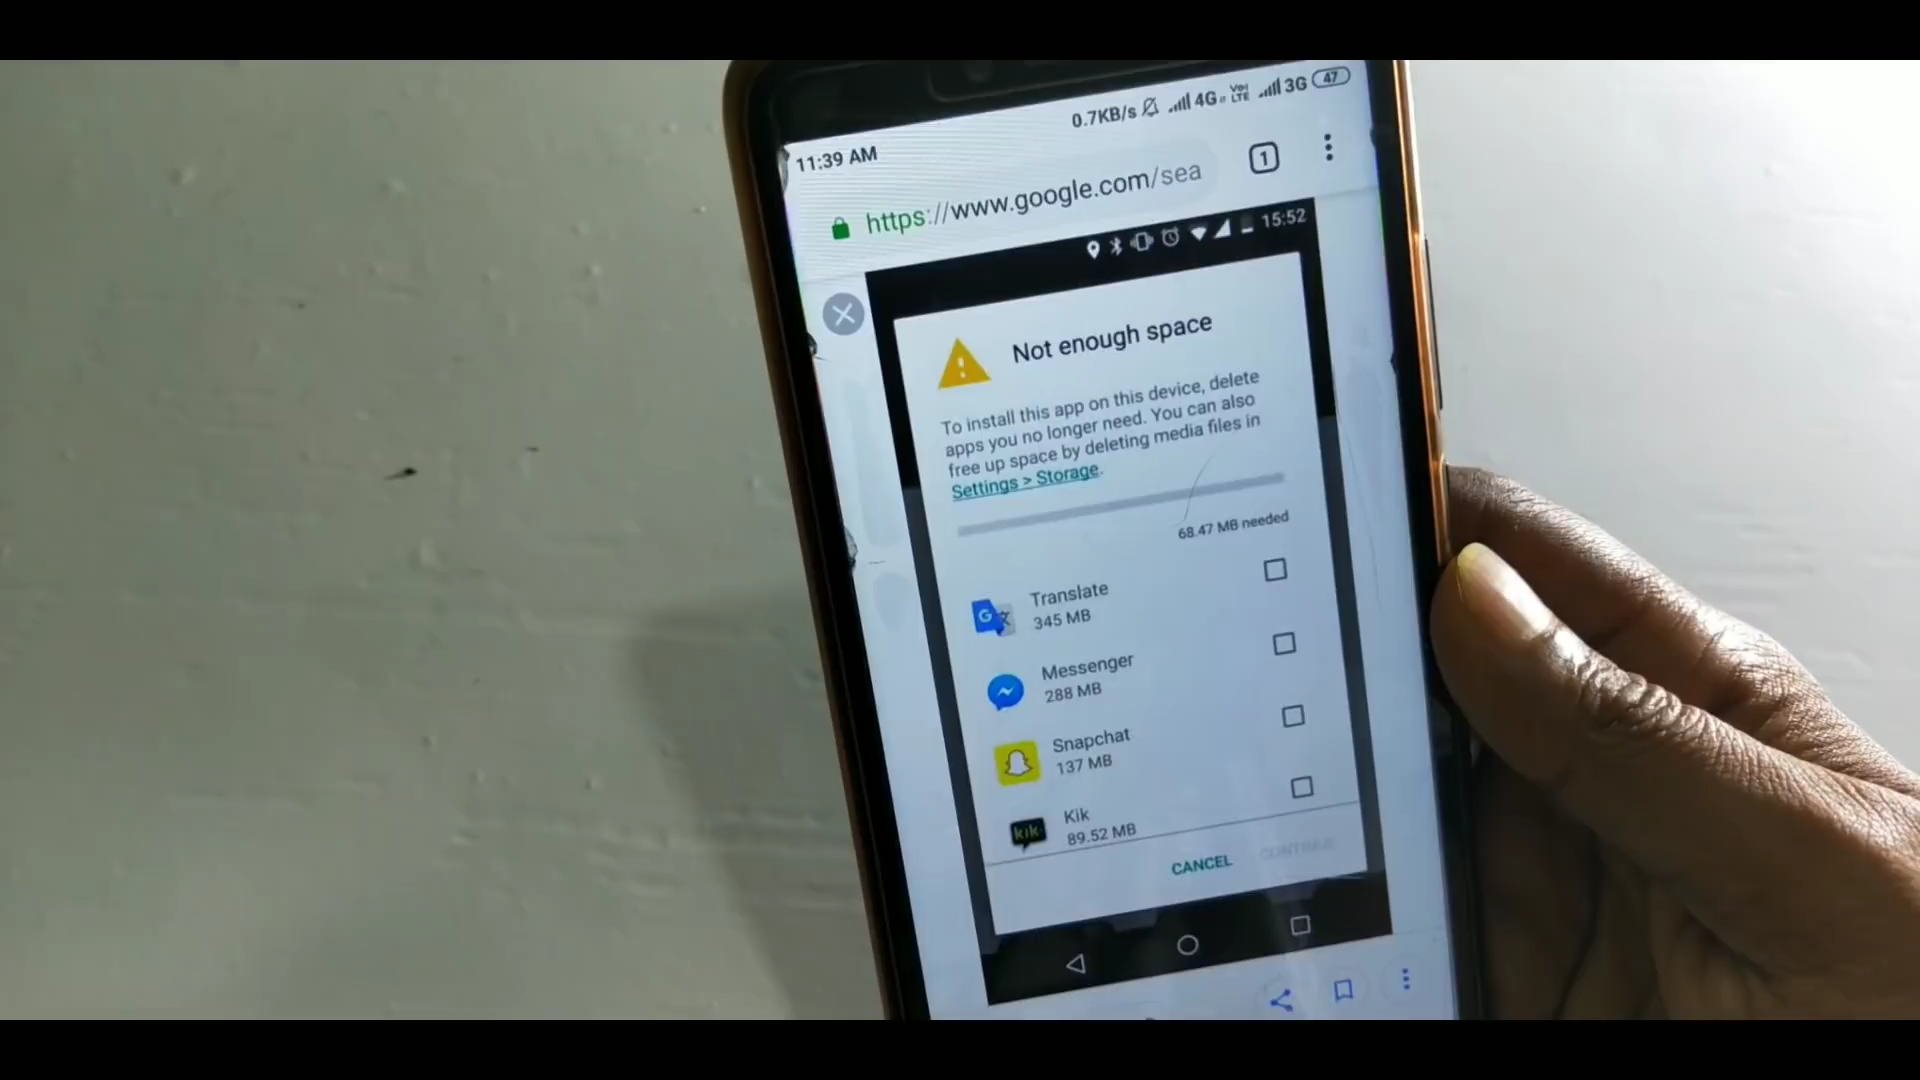 0.7KB/s 4G VoLTE 3G 47
11:39 AM
https://www.google.com/sea
1
15:52
Not enough space
To install this app on this device, delete
apps you no longer need. You can also
free up space by deleting media files in
Settings > Storage.
68.47 MB needed
Translate
345 MB
Messenger
288 MB
Snapchat
137 MB
kik
Kik
89.52 MB
CANCEL CONTINUE